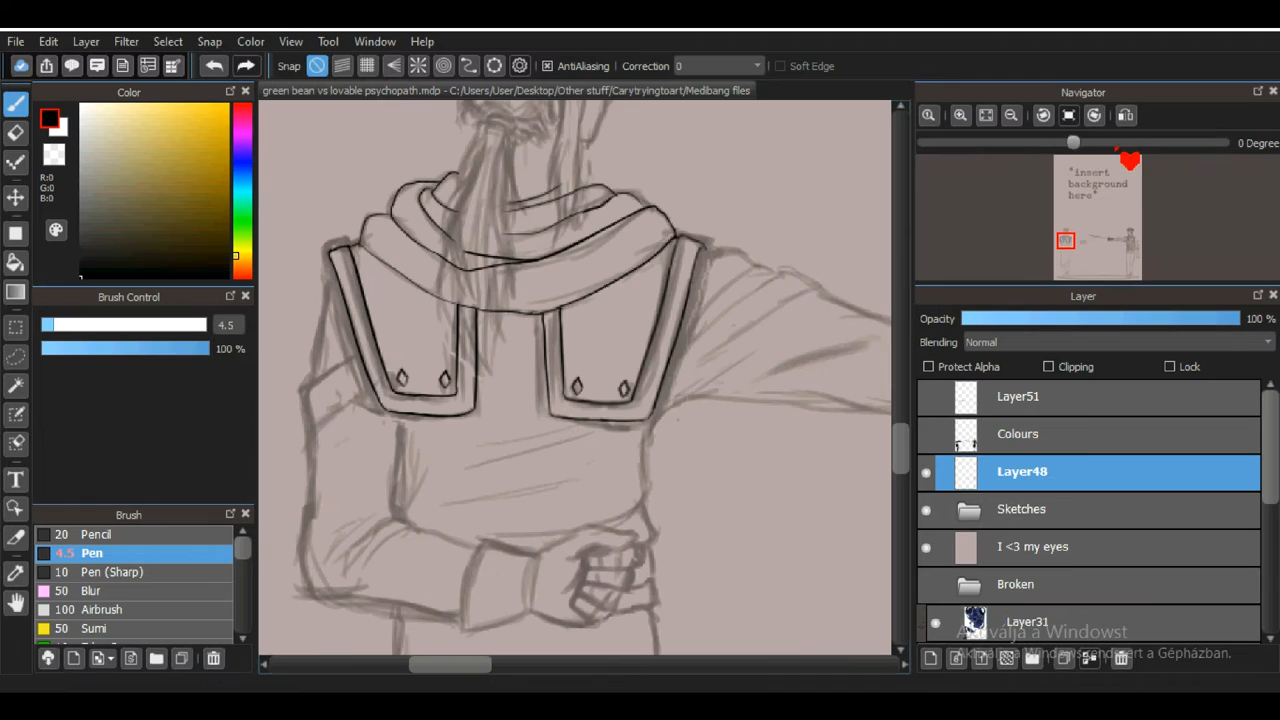 File Edit Layer Filter Select Snap Color View Tool Window Help
Snap AntiAliasing Correction 0 Soft Edge
Color
green bean vs lovable psychopath.mdp - C:/Users/User/Desktop/Other stuff/Carytryingtoart/Medibang files
Navigator
R:0
G:0
B:0
0 Degree
*insert
background
here*
Brush Control
4.5
100 %
Layer
Opacity 100 %
Blending Normal
Protect Alpha Clipping Lock
Layer51
Colours
Layer48
Sketches
I <3 my eyes
Broken
Layer31
Brush
20 Pencil
4.5 Pen
10 Pen (Sharp)
50 Blur
100 Airbrush
50 Sumi
Aktiválja a Windowst